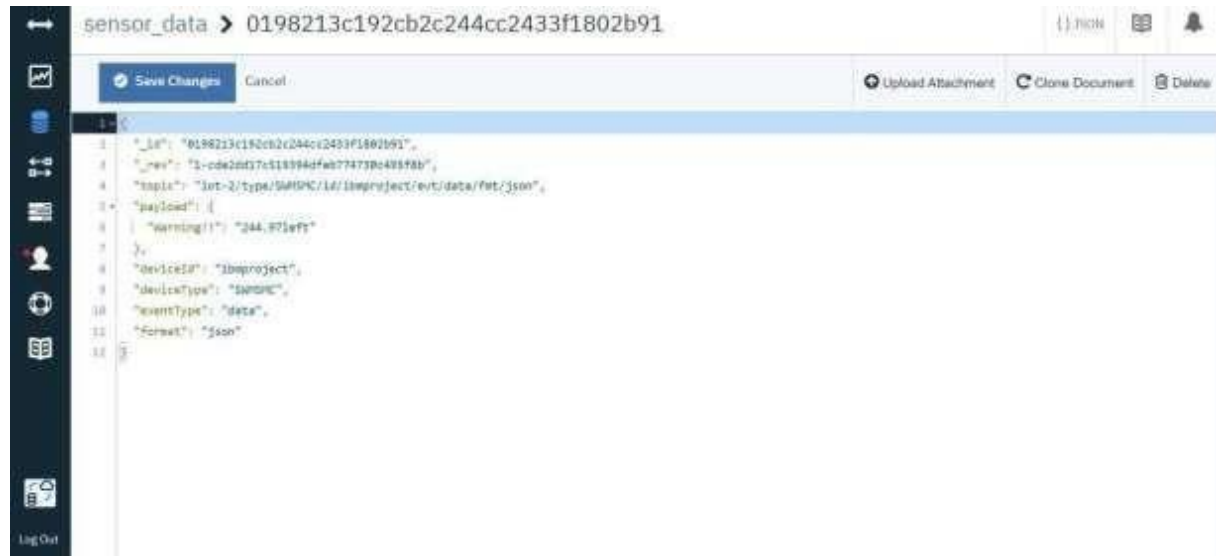 sensor_data > 0198213c192cb2c244cc2433f1802b91
{ } JSON
Save Changes Cancel Upload Attachment Clone Document Delete
1 {
2 "_id": "0198213c192cb2c244cc2433f1802b91",
3
4 "topic": "iot-2/type/SWMSMC/id/ibmproject/evt/data/fmt/json",
5 "payload": {
6 "Warning!!": "244.97left"
7 },
8 "deviceId": "ibmproject",
9 "deviceType": "SWMSMC",
10 "eventType": "data",
11 "format": "json"
12 }
Log Out